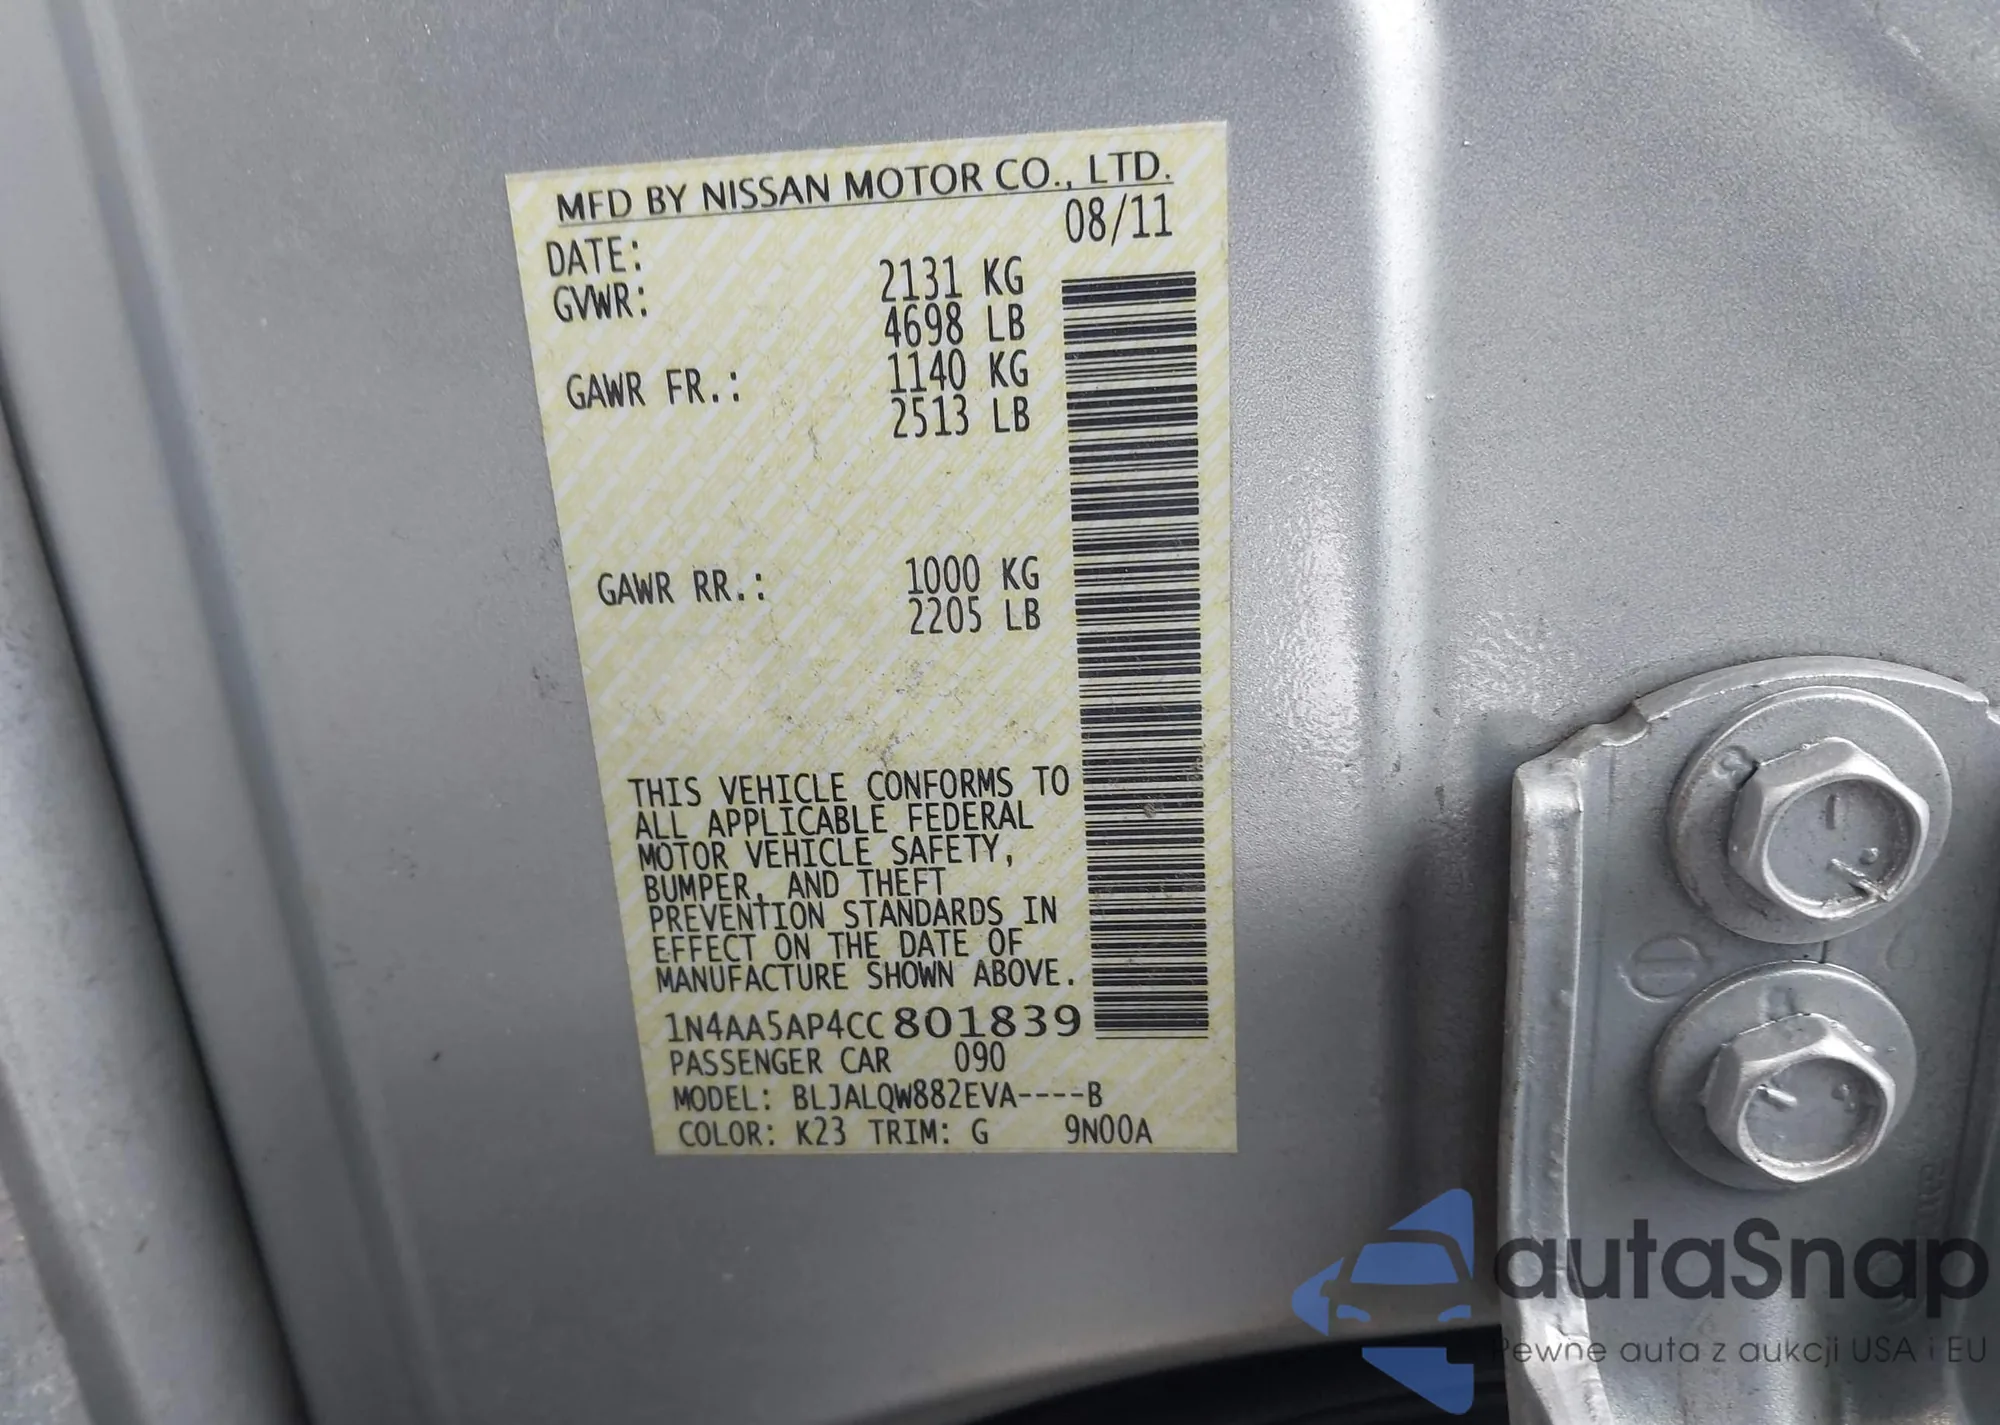 MFD BY NISSAN MOTOR CO., LTD.
DATE: 08/11
GVWR: 2131 KG
4698 LB
GAWR FR.: 1140 KG
2513 LB
GAWR RR.: 1000 KG
2205 LB
THIS VEHICLE CONFORMS TO
ALL APPLICABLE FEDERAL
MOTOR VEHICLE SAFETY,
BUMPER, AND THEFT
PREVENTION STANDARDS IN
EFFECT ON THE DATE OF
MANUFACTURE SHOWN ABOVE.
1N4AA5AP4CC801839
PASSENGER CAR 090
MODEL: BLJALQW882EVA----B
COLOR: K23 TRIM: G 9N00A
autaSnap
Pewne auta z aukcji USA i EU